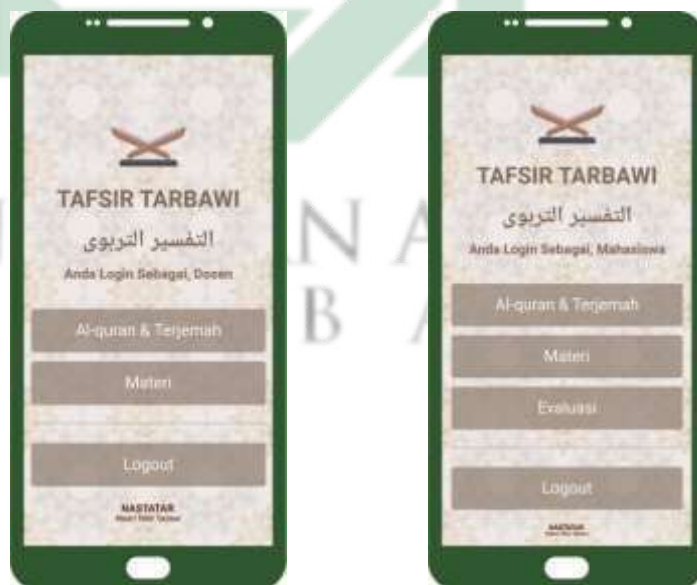 TAFSIR TARBAWI
التفسير التربوى
Anda Login Sebagai, Dosen
Al-quran & Terjemah
Materi
Logout
NASTATAR
TAFSIR TARBAWI
التفسير التربوى
Anda Login Sebagai, Mahasiswa
Al-quran & Terjemah
Materi
Evaluasi
Logout
NASTATAR
N A
B A